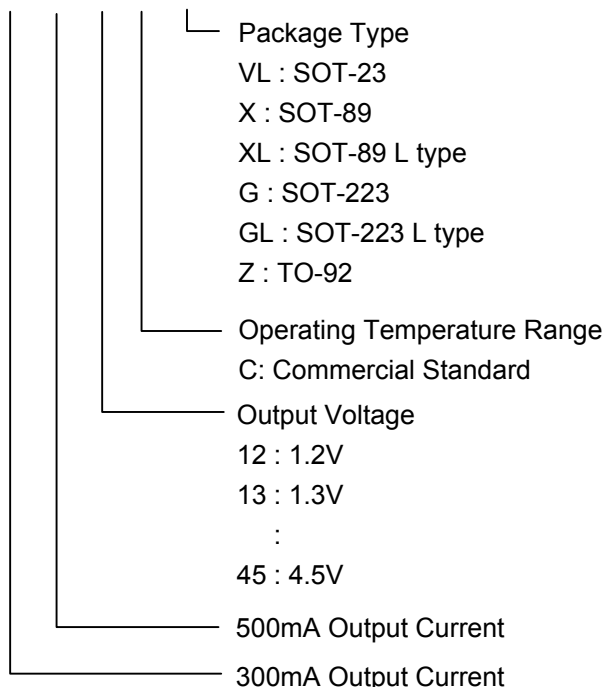 Package Type
VL : SOT-23
X : SOT-89
XL : SOT-89 L type
G : SOT-223
GL : SOT-223 L type
Z : TO-92
Operating Temperature Range
C: Commercial Standard
Output Voltage
12 : 1.2V
13 : 1.3V
:
45 : 4.5V
500mA Output Current
300mA Output Current